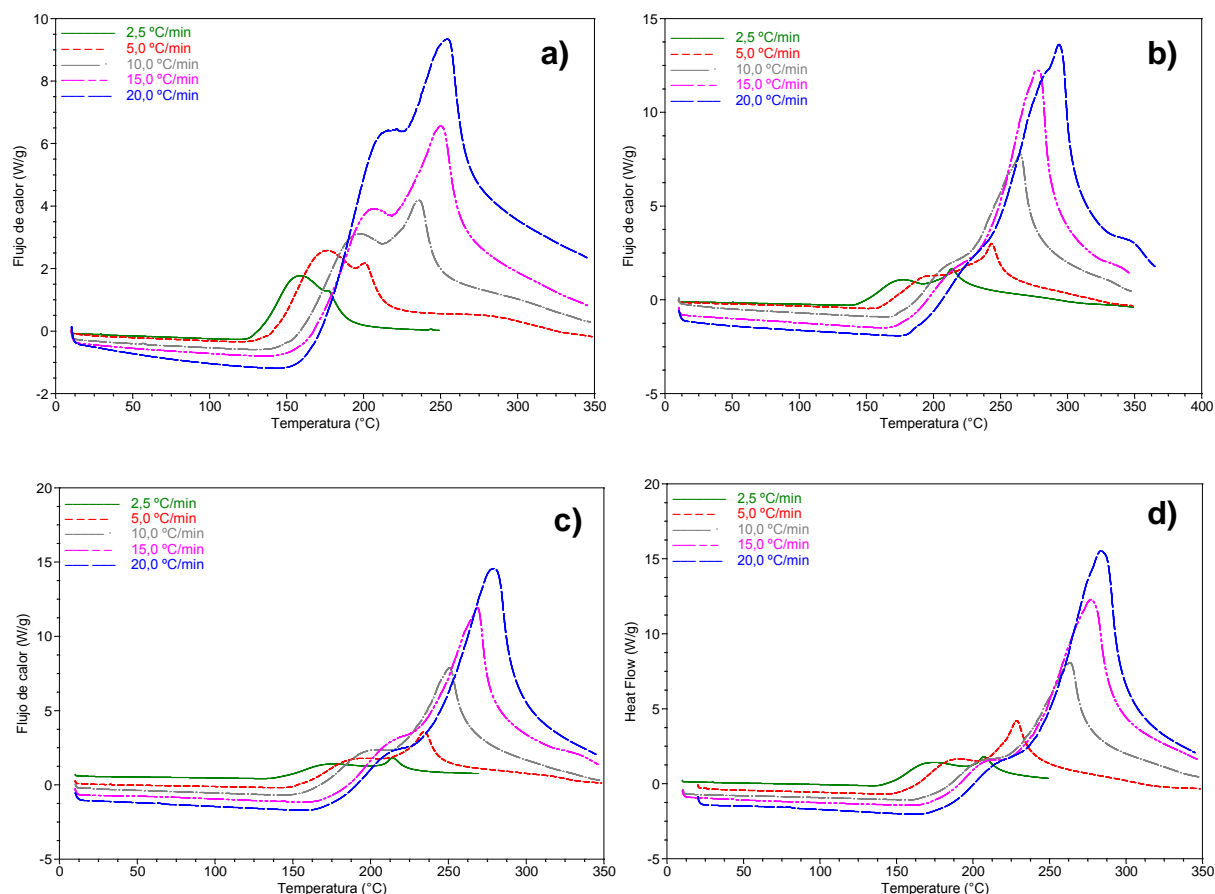 a)
10
8
6
4
2
0
-2
Flujo de calor (W/g)
2,5 ºC/min
5,0 ºC/min
10,0 ºC/min
15,0 ºC/min
20,0 ºC/min
0 50 100 150 200 250 300 350
Temperatura (°C)
b)
15
10
5
0
-5
Flujo de calor (W/g)
2,5 ºC/min
5,0 ºC/min
10,0 ºC/min
15,0 ºC/min
20,0 ºC/min
0 50 100 150 200 250 300 350 400
Temperatura (°C)
c)
20
15
10
5
0
-5
Flujo de calor (W/g)
2,5 ºC/min
5,0 ºC/min
10,0 ºC/min
15,0 ºC/min
20,0 ºC/min
0 50 100 150 200 250 300 350
Temperatura (°C)
d)
20
15
10
5
0
-5
Heat Flow (W/g)
2,5 ºC/min
5,0 ºC/min
10,0 ºC/min
15,0 ºC/min
20,0 ºC/min
0 50 100 150 200 250 300 350
Temperature (°C)